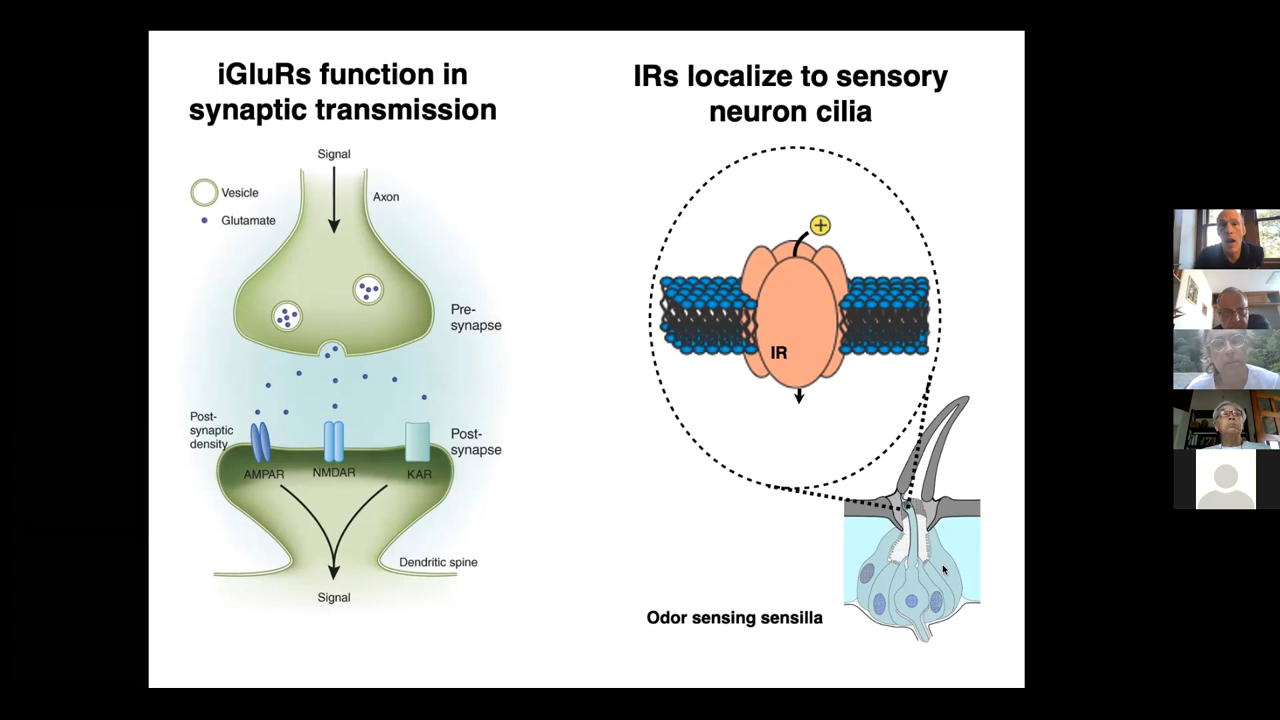 iGluRs function in
synaptic transmission
Signal
Vesicle
Glutamate
Axon
Pre-
synapse
Post-
synaptic
density
Post-
synapse
AMPAR
NMDAR
KAR
Dendritic spine
Signal
IRs localize to sensory
neuron cilia
+
IR
Odor sensing sensilla